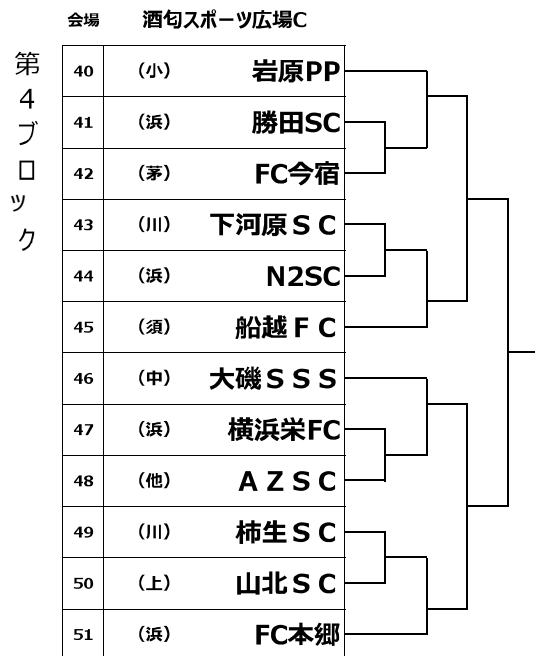 会場 酒匂スポーツ広場C
第4ブロック
40 （小） 岩原PP
41 （浜） 勝田SC
42 （茅） FC今宿
43 （川） 下河原ＳＣ
44 （浜） N2SC
45 （須） 船越ＦＣ
46 （中） 大磯ＳＳＳ
47 （浜） 横浜栄FC
48 （他） ＡＺＳＣ
49 （川） 柿生ＳＣ
50 （上） 山北ＳＣ
51 （浜） FC本郷